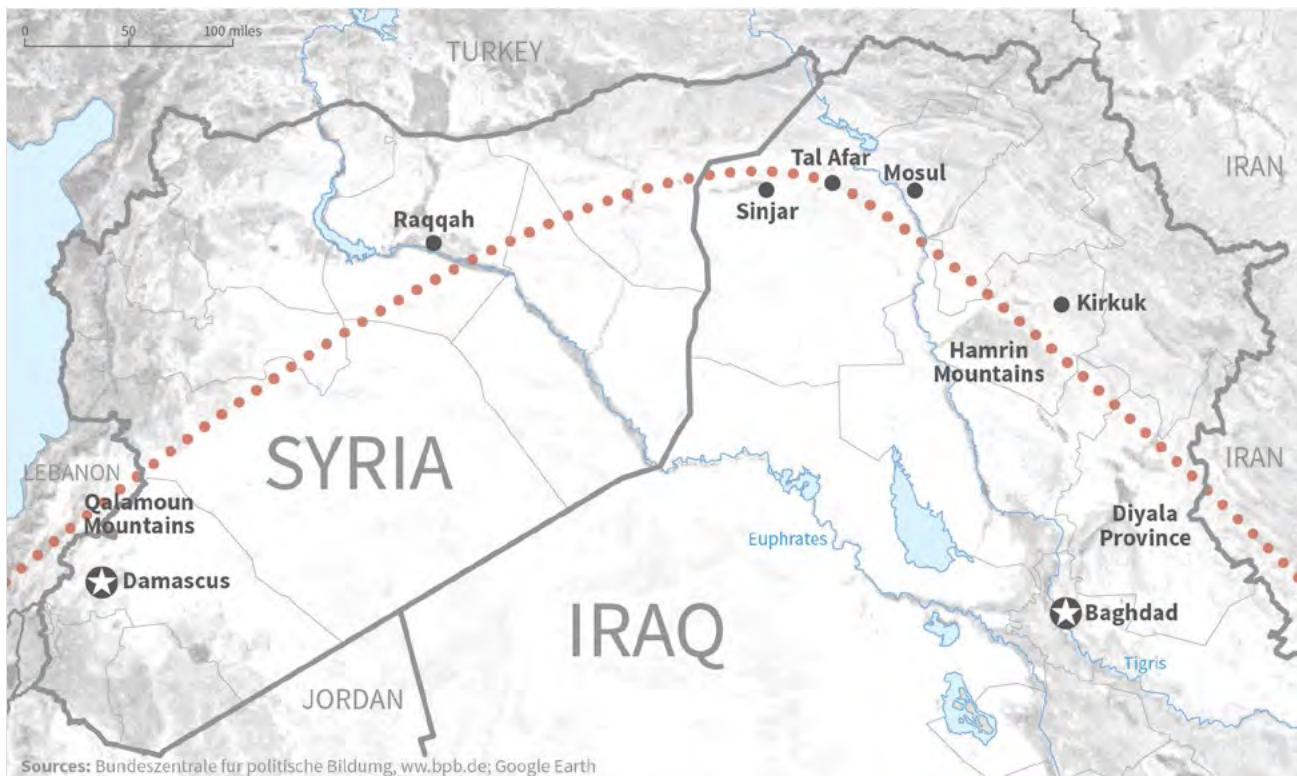 0 50 100 miles
TURKEY
IRAN
Tal Afar
Mosul
Sinjar
Raqqah
Kirkuk
Hamrin
Mountains
SYRIA
IRAN
LEBANON
Qalamoun
Mountains
Diyala
Province
Euphrates
Damascus
IRAQ
Baghdad
Tigris
JORDAN
Sources: Bundeszentrale fur politische Bildung, ww.bpb.de; Google Earth